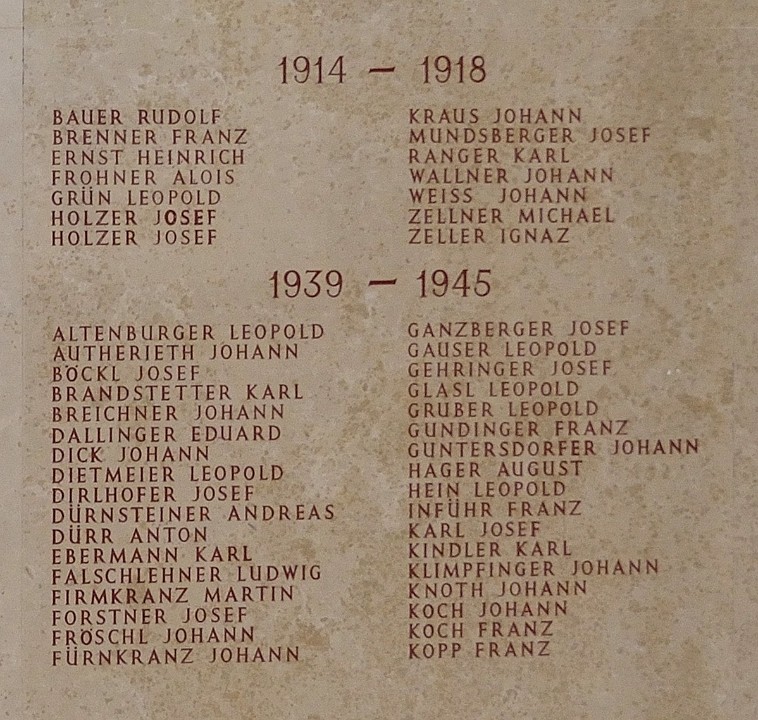 1914 – 1918
BAUER RUDOLF
BRENNER FRANZ
ERNST HEINRICH
FROHNER ALOIS
GRÜN LEOPOLD
HOLZER JOSEF
HOLZER JOSEF
KRAUS JOHANN
MUNDSBERGER JOSEF
RANGER KARL
WALLNER JOHANN
WEISS JOHANN
ZELLNER MICHAEL
ZELLER IGNAZ
1939 – 1945
ALTENBURGER LEOPOLD
AUTHERIETH JOHANN
BÖCKL JOSEF
BRANDSTETTER KARL
BREICHNER JOHANN
DALLINGER EDUARD
DICK JOHANN
DIETMEIER LEOPOLD
DIRLHOFER JOSEF
DÜRNSTEINER ANDREAS
DÜRR ANTON
EBERMANN KARL
FALSCHLEHNER LUDWIG
FIRMKRANZ MARTIN
FORSTNER JOSEF
FRÖSCHL JOHANN
FÜRNKRANZ JOHANN
GANZBERGER JOSEF
GAUSER LEOPOLD
GEHRINGER JOSEF
GLASL LEOPOLD
GRUBER LEOPOLD
GUNDINGER FRANZ
GUNTERSDORFER JOHANN
HAGER AUGUST
HEIN LEOPOLD
INFÜHR FRANZ
KARL JOSEF
KINDLER KARL
KLIMPFINGER JOHANN
KNOTH JOHANN
KOCH JOHANN
KOCH FRANZ
KOPP FRANZ